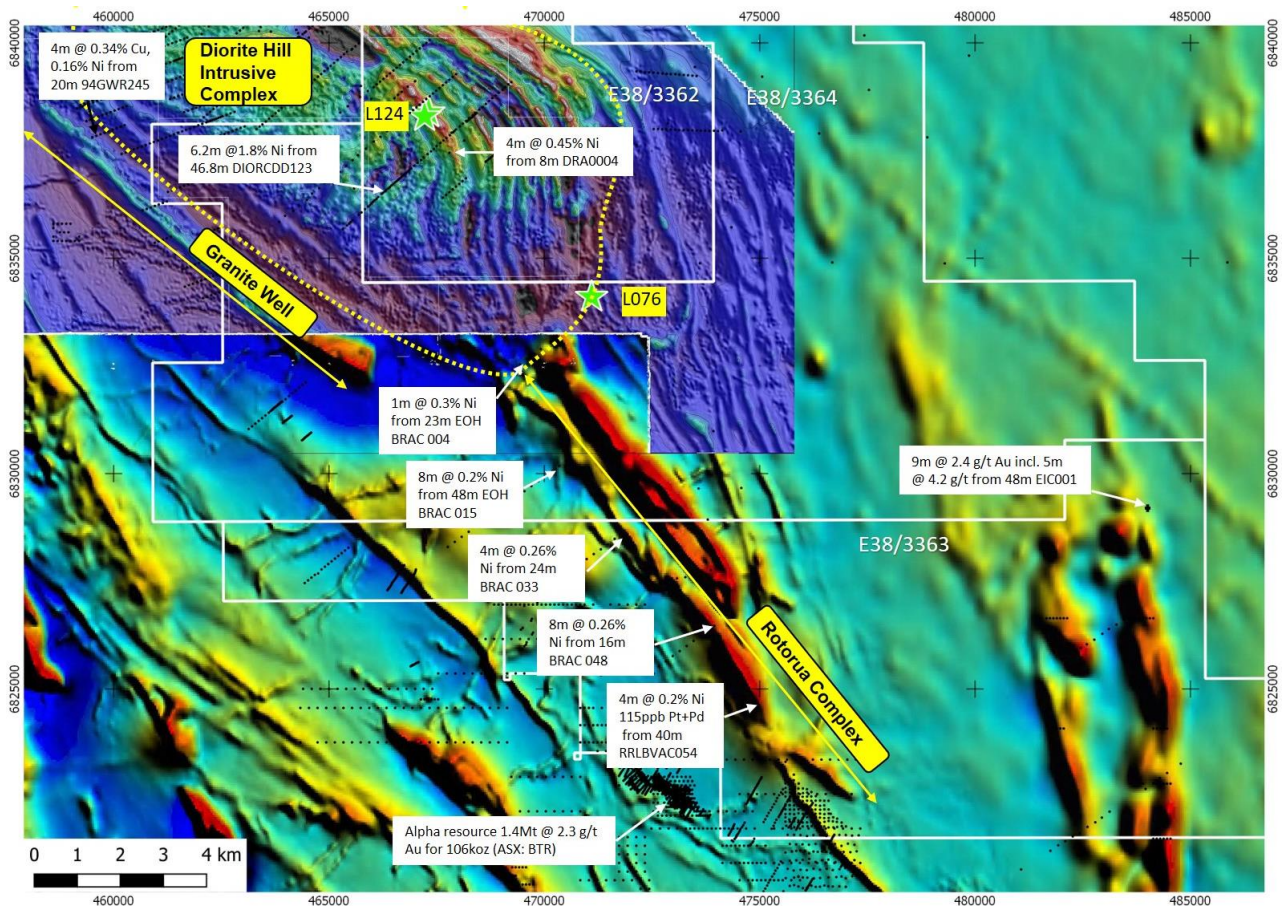 460000
465000
470000
475000
480000
485000
6840000
6840000
4m @ 0.34% Cu,
0.16% Ni from
20m 94GWR245
Diorite Hill
Intrusive
Complex
L124
E38/3362
E38/3364
6.2m @1.8% Ni from
46.8m DIORCDD123
4m @ 0.45% Ni
from 8m DRA0004
6835000
6835000
Granite Well
L076
1m @ 0.3% Ni
from 23m EOH
BRAC 004
6830000
6830000
8m @ 0.2% Ni
from 48m EOH
BRAC 015
9m @ 2.4 g/t Au incl. 5m
@ 4.2 g/t from 48m EIC001
E38/3363
4m @ 0.26%
Ni from 24m
BRAC 033
8m @ 0.26%
Ni from 16m
BRAC 048
Rotorua Complex
6825000
6825000
4m @ 0.2% Ni
115ppb Pt+Pd
from 40m
RRLBVAC054
Alpha resource 1.4Mt @ 2.3 g/t
Au for 106koz (ASX: BTR)
0 1 2 3 4 km
460000
465000
470000
475000
480000
485000